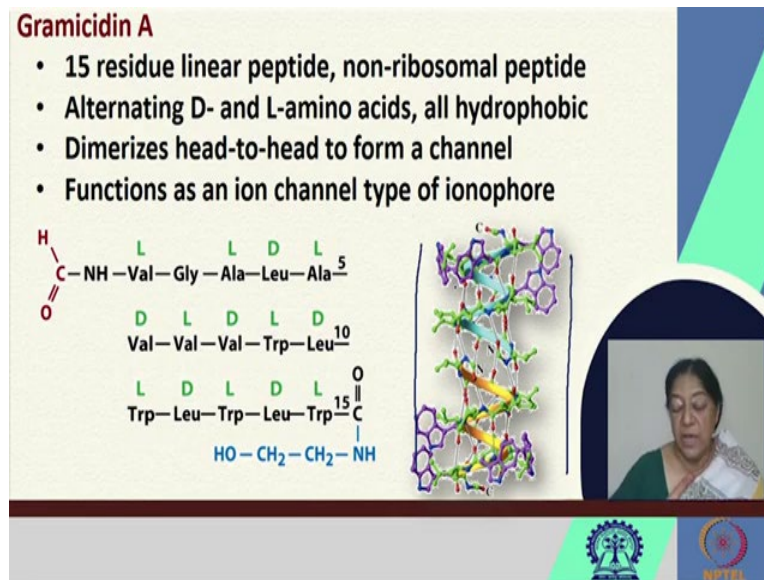 Gramicidin A
• 15 residue linear peptide, non-ribosomal peptide
• Alternating D- and L-amino acids, all hydrophobic
• Dimerizes head-to-head to form a channel
• Functions as an ion channel type of ionophore
H
L L D L
C – NH – Val – Gly – Ala – Leu – Ala 5
O
D L D L D
Val – Val – Val – Trp – Leu 10
O
L D L D L
Trp – Leu – Trp – Leu – Trp 15 C
HO – CH2 – CH2 – NH
C
C
NPTEL